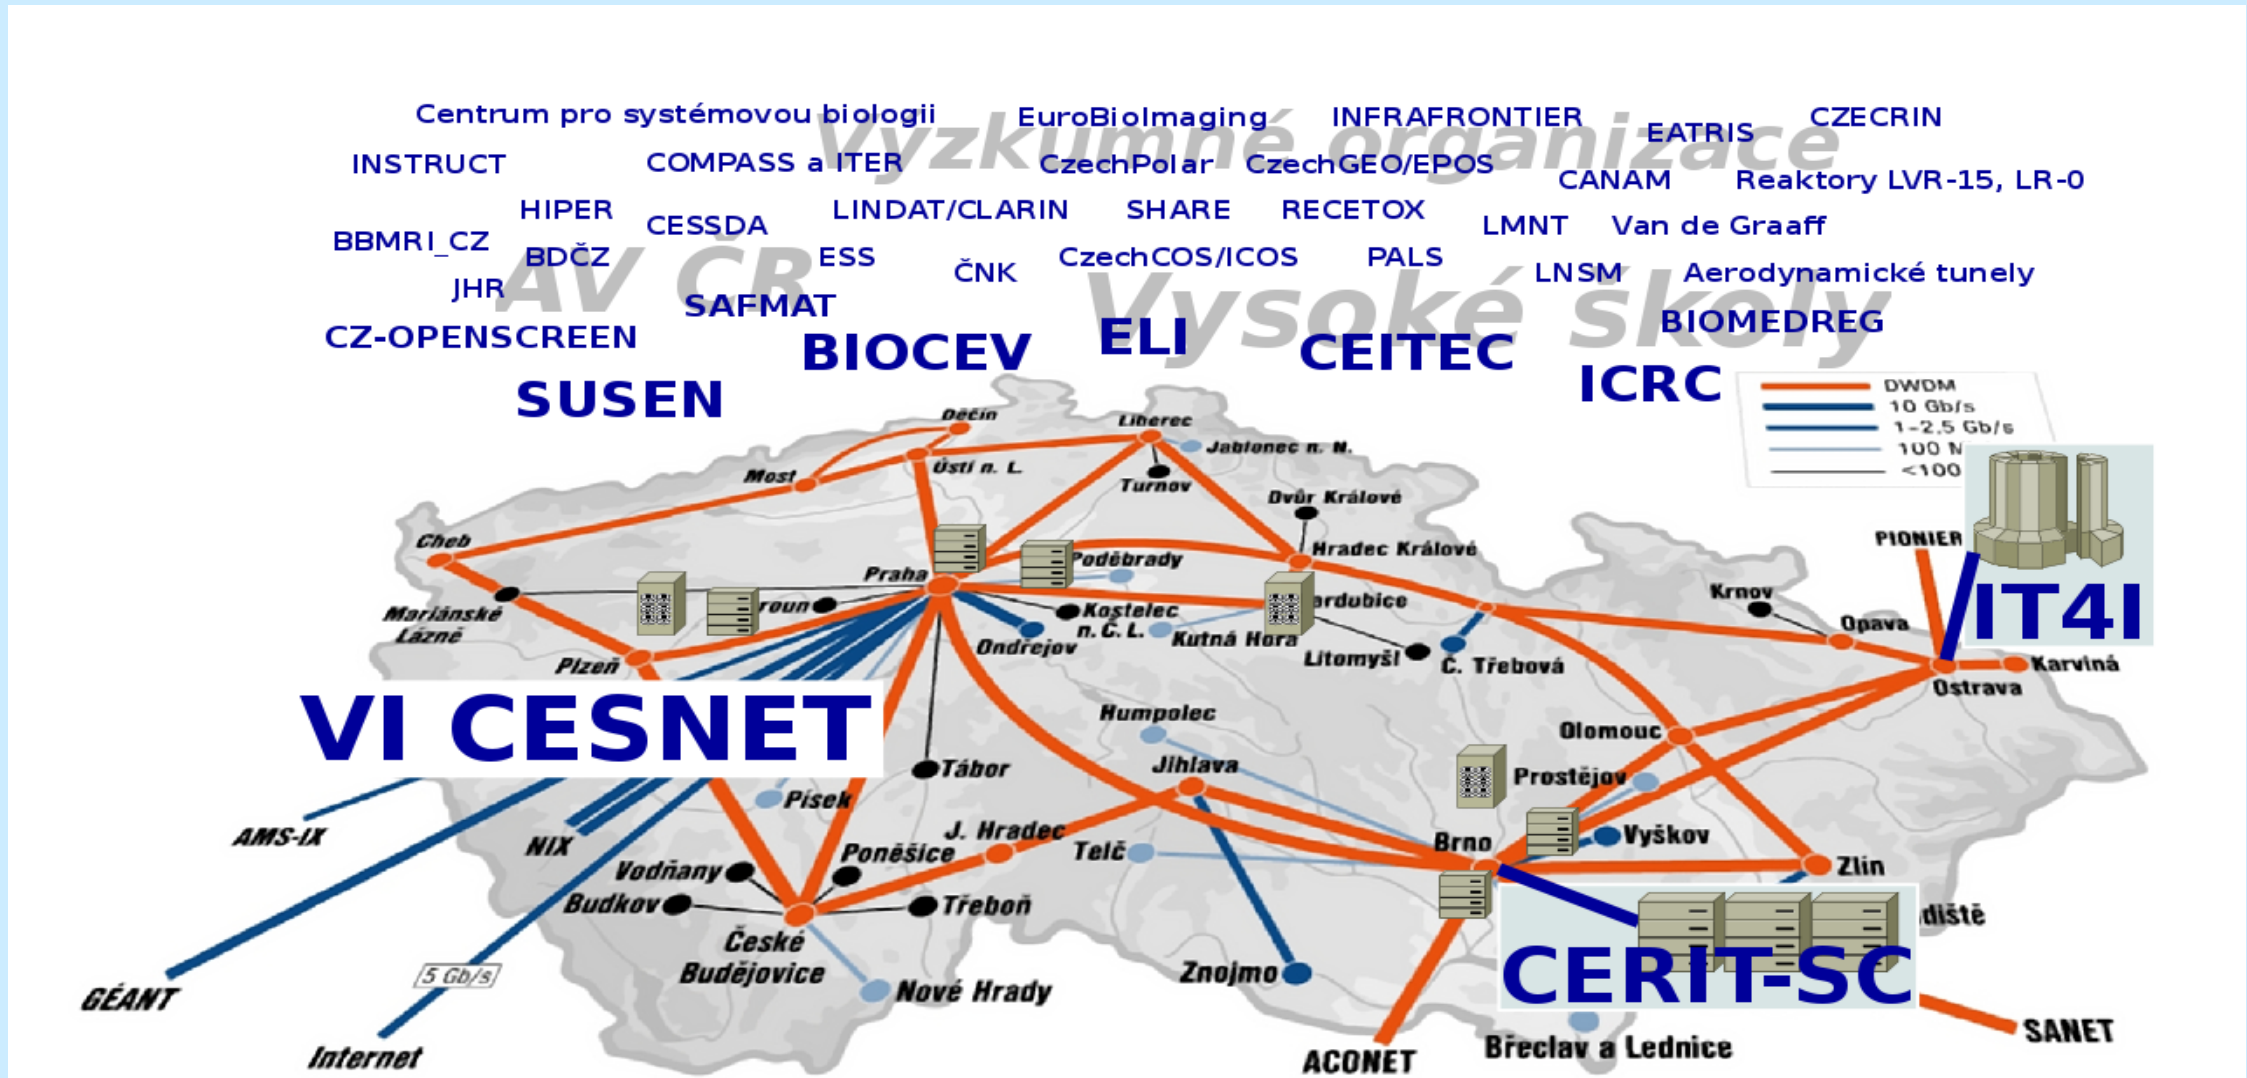 Výzkumné organizace
Centrum pro systémovou biologii
EuroBioImaging
INFRAFRONTIER
EATRIS
CZECRIN
INSTRUCT
COMPASS a ITER
CzechPolar
CzechGEO/EPOS
CANAM
Reaktory LVR-15, LR-0
HIPER
CESSDA
LINDAT/CLARIN
SHARE
RECETOX
LMNT
Van de Graaff
BBMRI_CZ
BDČZ
ESS
ČNK
CzechCOS/ICOS
PALS
LNSM
Aerodynamické tunely
AV ČR
Vysoké školy
JHR
SAFMAT
CZ-OPENSCREEN
BIOCEV
ELI
CEITEC
BIOMEDREG
SUSEN
ICRC
DWDM
10 Gb/s
1-2,5 Gb/s
100 M
<100
Děčín
Liberec
Jablonec n. N.
Ústí n. L.
Most
Turnov
Dvůr Králové
Cheb
Hradec Králové
PIONIER
Poděbrady
Praha
IT4I
Mariánské
Lázně
roun
Kostelec
n. Č. L.
ardubice
Krnov
Opava
Kutná Hora
Ondřejov
Litomyšl
Č. Třebová
Plzeň
Karviná
Ostrava
VI CESNET
Humpolec
Olomouc
Tábor
Jihlava
Prostějov
Písek
AMS-IX
NIX
J. Hradec
Telč
Brno
Vyškov
Poněšice
Vodňany
Zlín
Budkov
Třeboň
diště
České
Budějovice
5 Gb/s
Znojmo
CERIT-SC
GÉANT
Nové Hrady
Internet
ACONET
Břeclav a Lednice
SANET